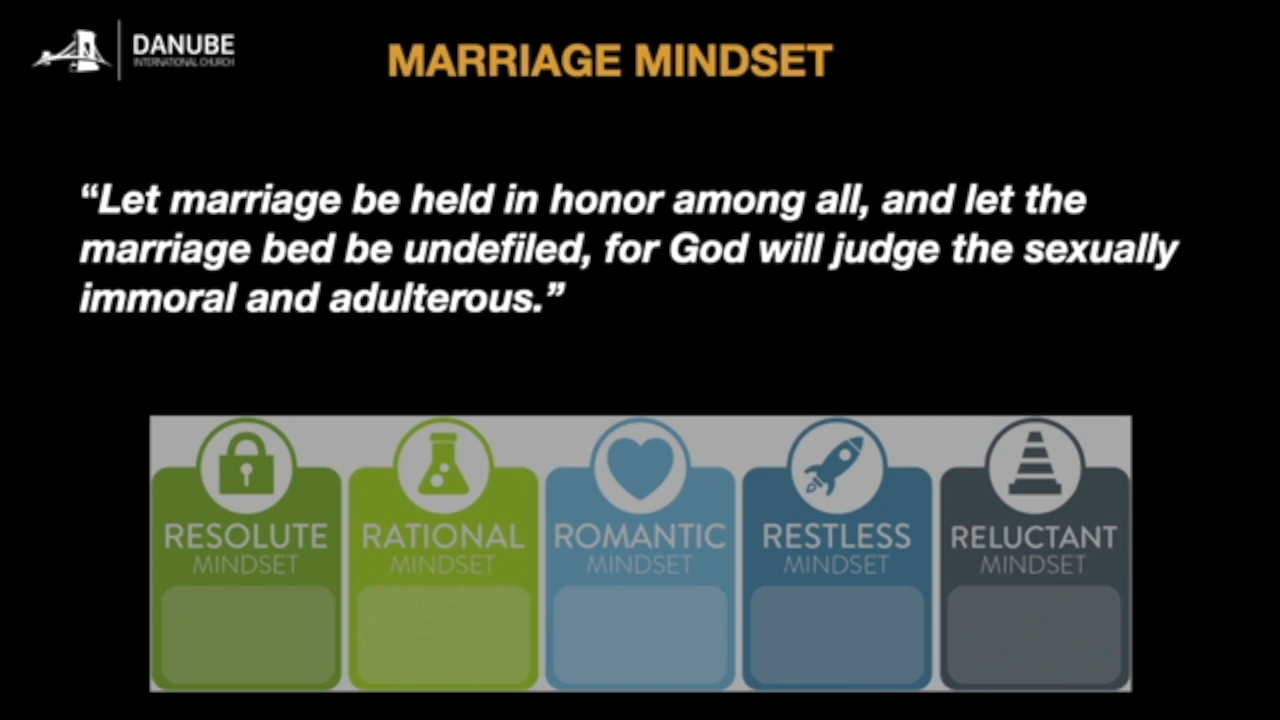 DANUBE
INTERNATIONAL CHURCH
MARRIAGE MINDSET
“Let marriage be held in honor among all, and let the
marriage bed be undefiled, for God will judge the sexually
immoral and adulterous.”
RESOLUTE
MINDSET
RATIONAL
MINDSET
ROMANTIC
MINDSET
RESTLESS
MINDSET
RELUCTANT
MINDSET